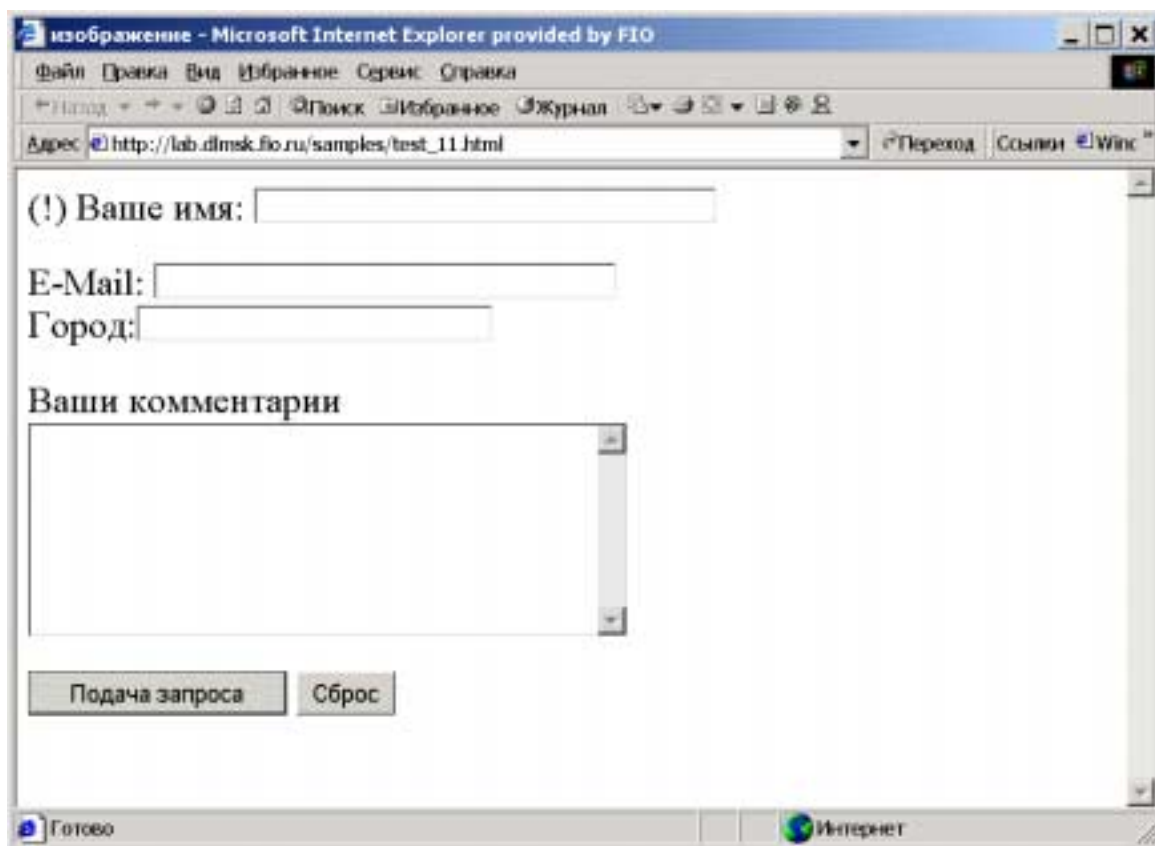 изображение - Microsoft Internet Explorer provided by FIO
Файл Правка Вид Избранное Сервис Справка
Назад Поиск Избранное Журнал
Адрес http://lab.dlmsk.fio.ru/samples/test_11.html Переход Ссылки Winc »
(!) Ваше имя:
E-Mail:
Город:
Ваши комментарии
Подача запроса Сброс
Готово Интернет